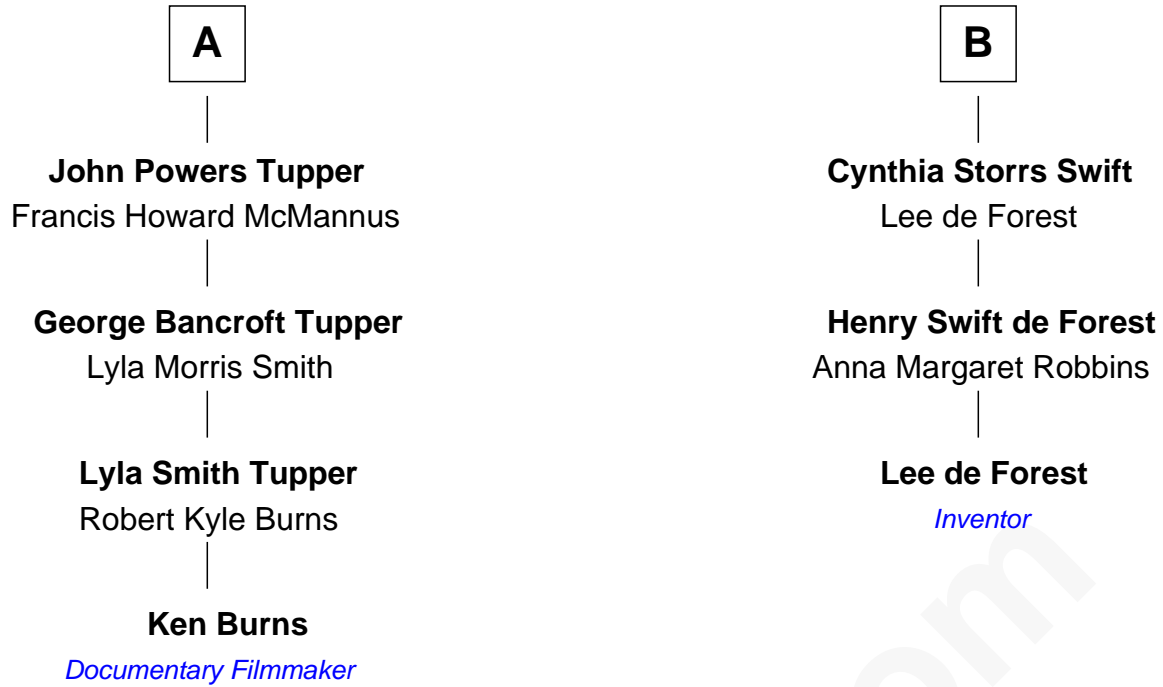 A
John Powers Tupper
Francis Howard McMannus
George Bancroft Tupper
Lyla Morris Smith
Lyla Smith Tupper
Robert Kyle Burns
Ken Burns
Documentary Filmmaker
B
Cynthia Storrs Swift
Lee de Forest
Henry Swift de Forest
Anna Margaret Robbins
Lee de Forest
Inventor
om